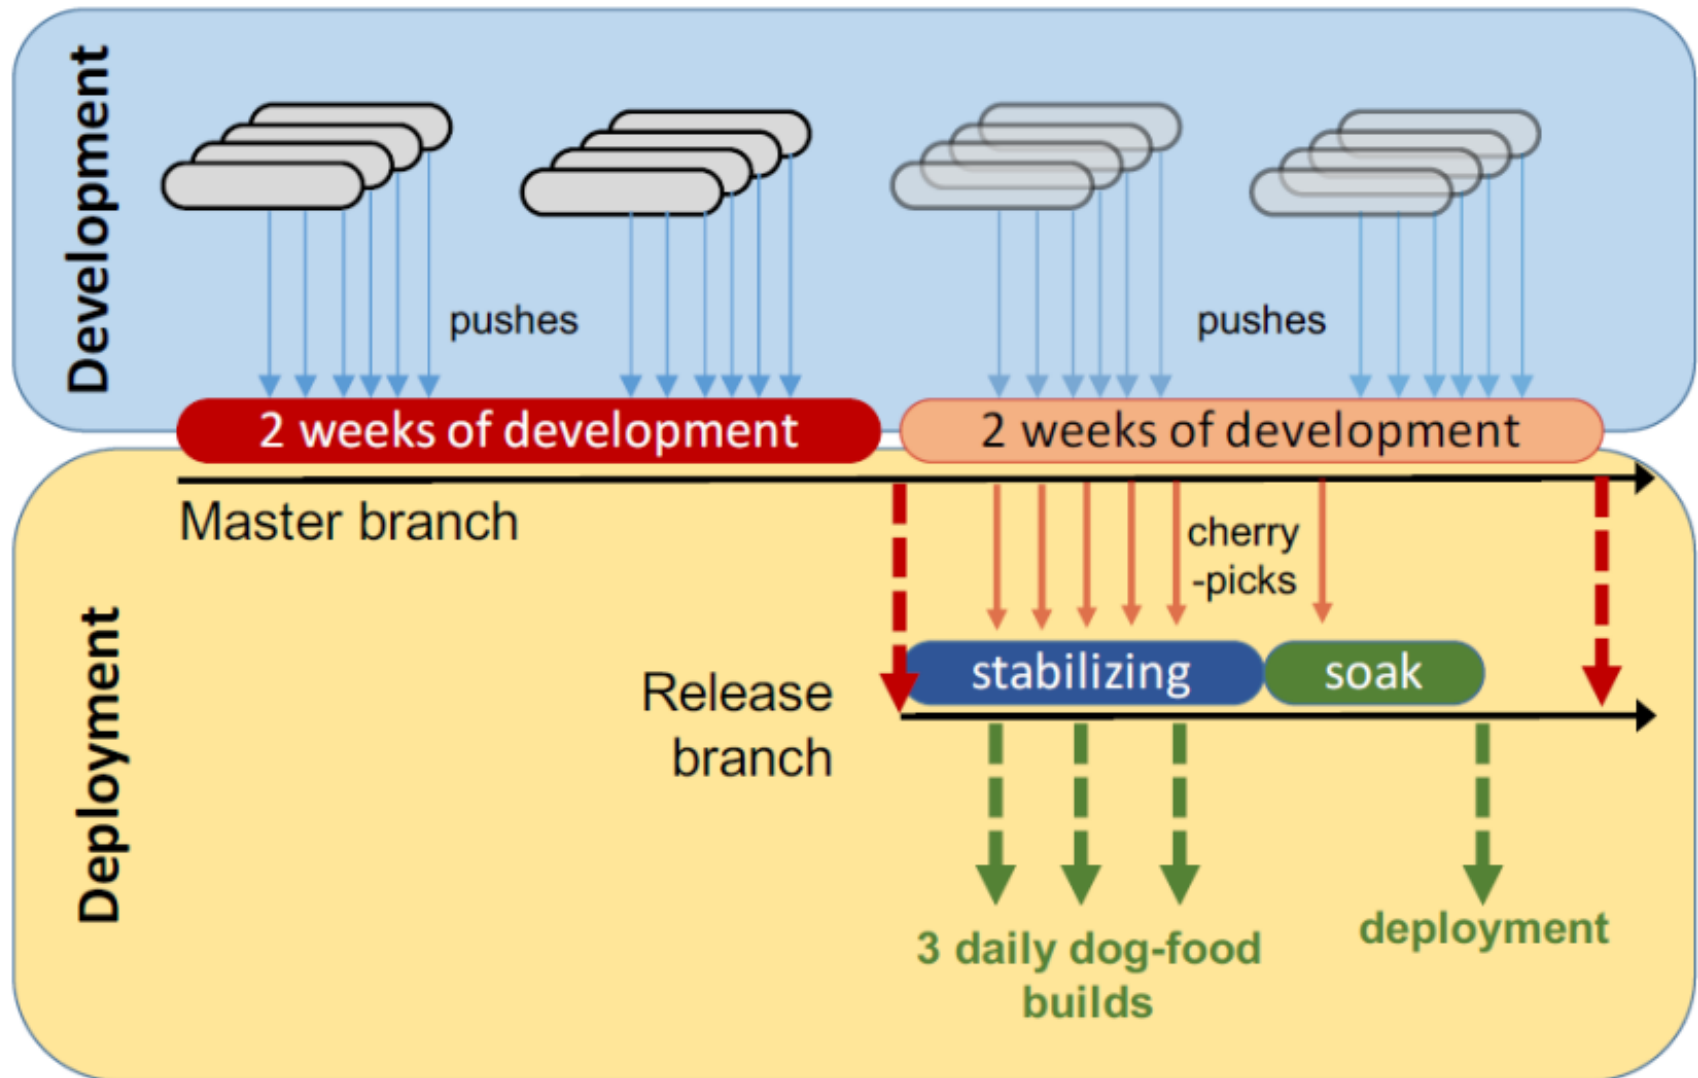 Development
pushes
pushes
2 weeks of development
2 weeks of development
Master branch
cherry
-picks
Deployment
Release
branch
stabilizing
soak
3 daily dog-food
builds
deployment